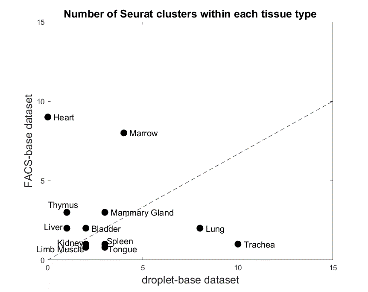 Number of Seurat clusters within each tissue type
15
10
5
0
FACS-base dataset
Heart
Marrow
Thymus
Mammary Gland
Liver
Bladder
Lung
Kidney
Spleen
Trachea
Limb Muscle
Tongue
0
5
10
15
droplet-base dataset